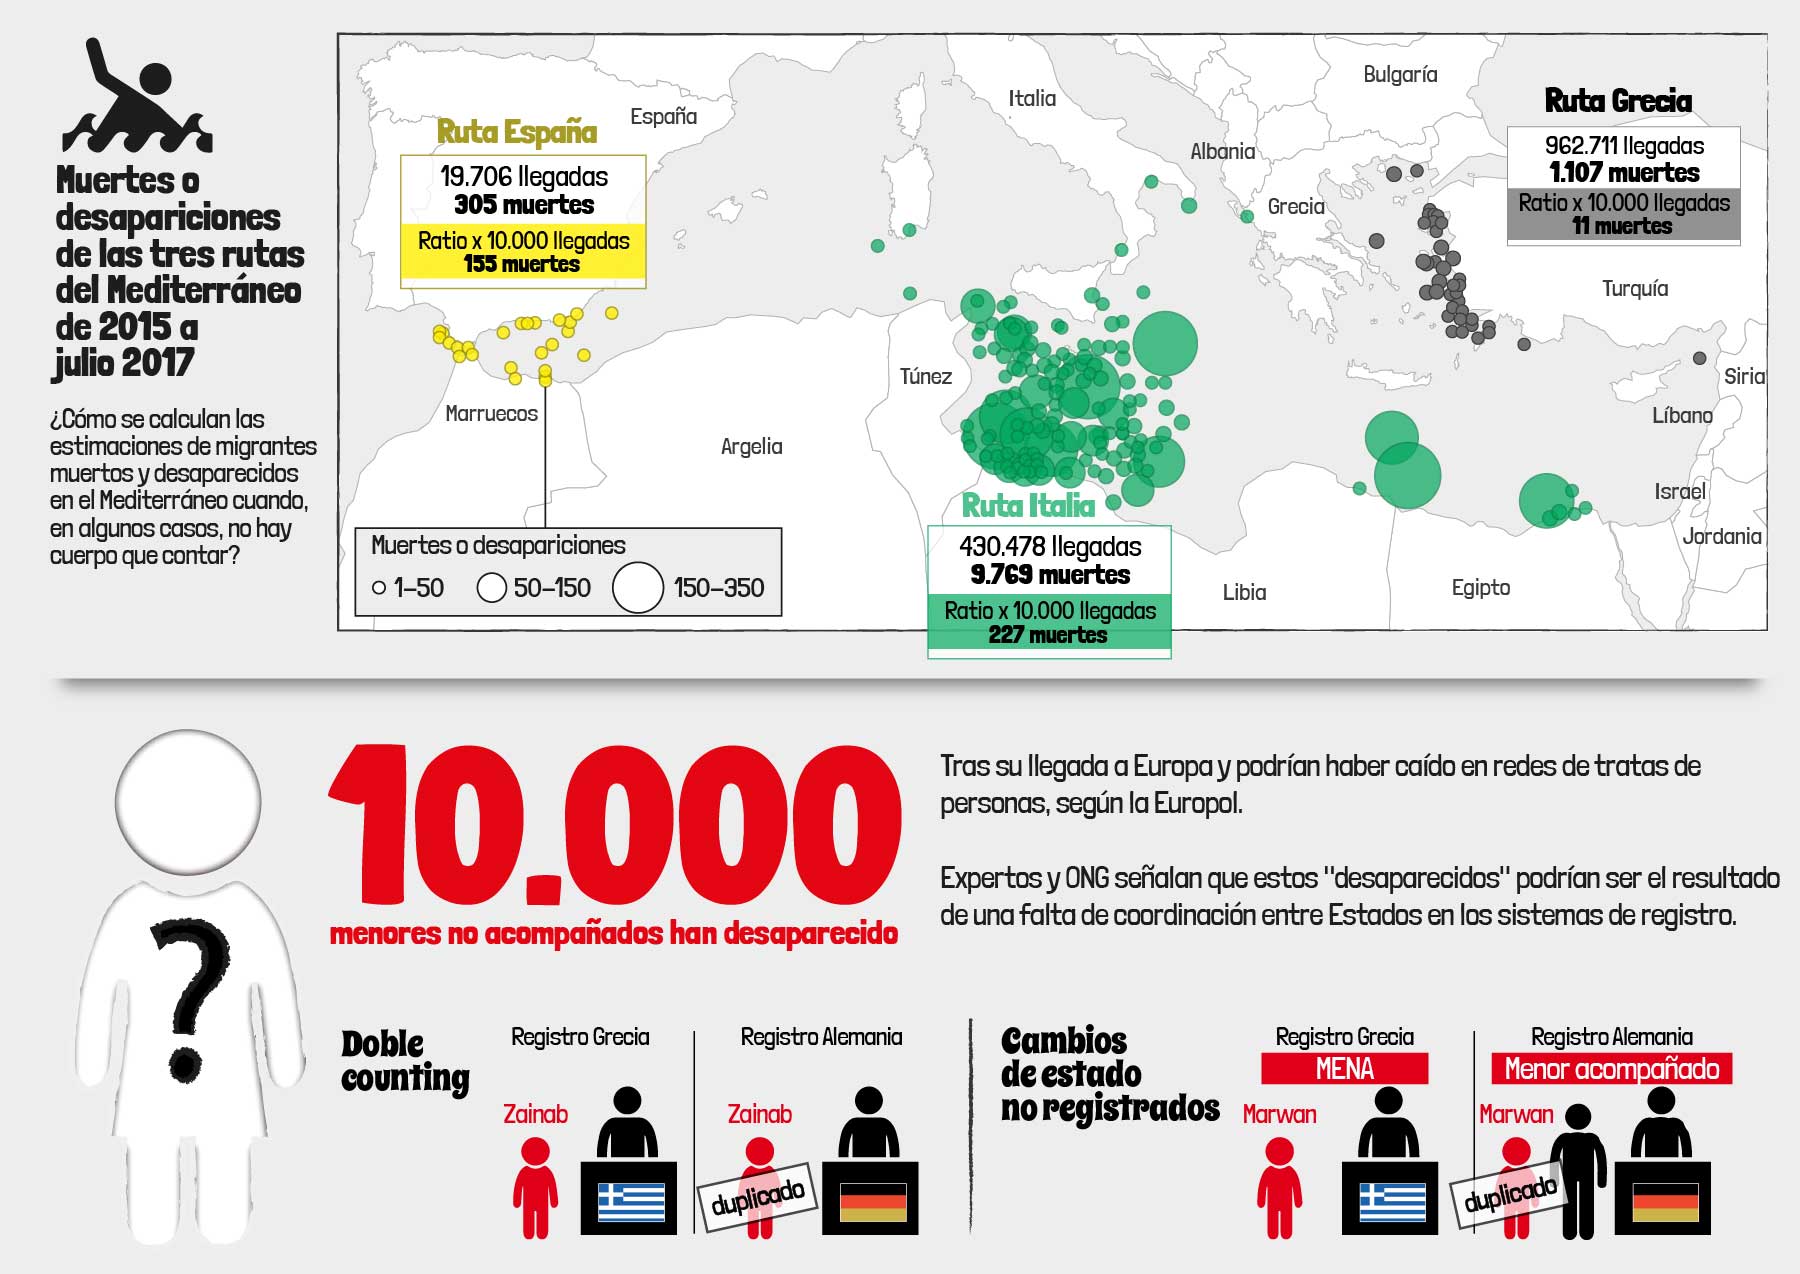 Muertes o
desapariciones
de las tres rutas
del Mediterráneo
de 2015 a
julio 2017
¿Cómo se calculan las
estimaciones de migrantes
muertos y desaparecidos
en el Mediterráneo cuando,
en algunos casos, no hay
cuerpo que contar?
Ruta España
19.706 llegadas
305 muertes
Ratio x 10.000 llegadas
155 muertes
España
Italia
Bulgaría
Albania
Grecia
Ruta Grecia
962.711 llegadas
1.107 muertes
Ratio x 10.000 llegadas
11 muertes
Turquía
Siria
Líbano
Israel
Jordania
Túnez
Marruecos
Argelia
Ruta Italia
430.478 llegadas
9.769 muertes
Ratio x 10.000 llegadas
227 muertes
Libia
Egipto
Muertes o desapariciones
1–50
50–150
150–350
10.000
menores no acompañados han desaparecido
Tras su llegada a Europa y podrían haber caído en redes de tratas de
personas, según la Europol.
Expertos y ONG señalan que estos "desaparecidos" podrían ser el resultado
de una falta de coordinación entre Estados en los sistemas de registro.
?
Doble
counting
Registro Grecia
Zainab
Registro Alemania
Zainab
duplicado
Cambios
de estado
no registrados
Registro Grecia
MENA
Marwan
Registro Alemania
Menor acompañado
Marwan
duplicado